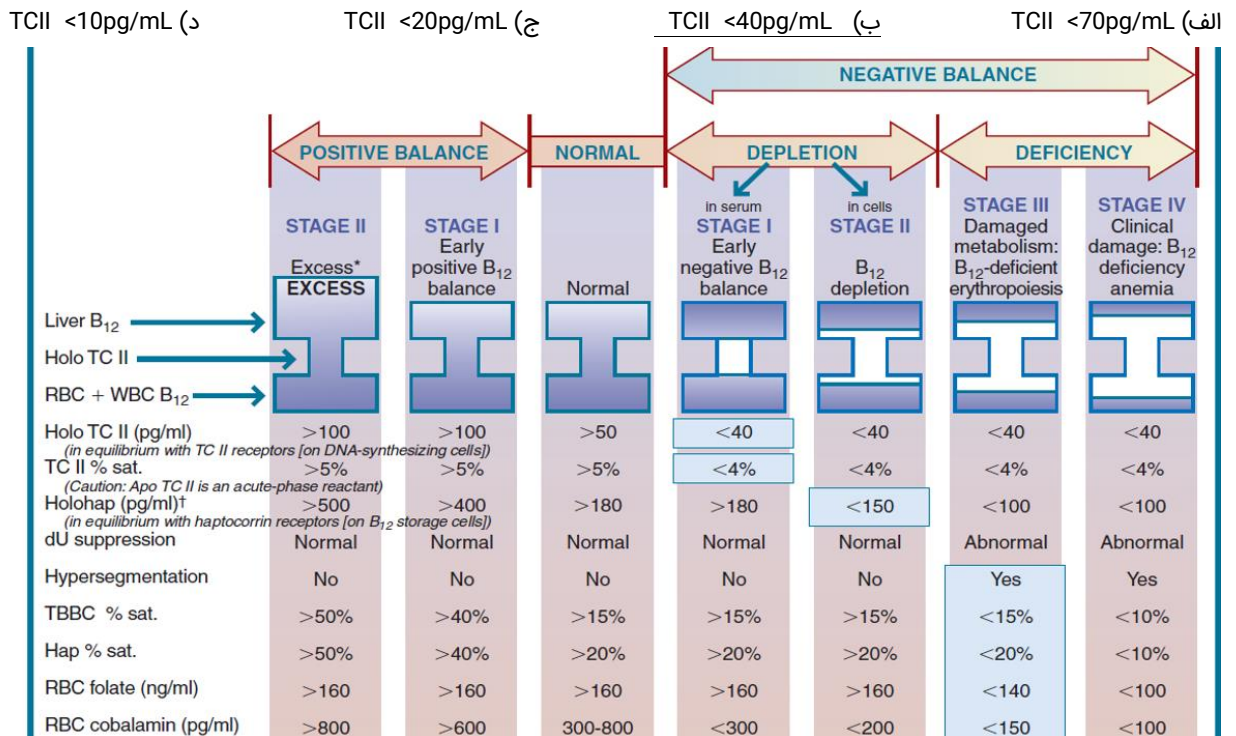 الف) TCII <70pg/mL ب) TCII <40pg/mL ج) TCII <20pg/mL د) TCII <10pg/mL
NEGATIVE BALANCE
POSITIVE BALANCE NORMAL DEPLETION DEFICIENCY
in serum in cells
STAGE II
Excess*
EXCESS
STAGE I
Early
positive B12
balance
Normal
STAGE I
Early
negative B12
balance
STAGE II
B12
depletion
STAGE III
Damaged
metabolism:
B12-deficient
erythropoiesis
STAGE IV
Clinical
damage: B12
deficiency
anemia
Liver B12
Holo TC II
RBC + WBC B12
Holo TC II (pg/ml) >100 >100 >50 <40 <40 <40 <40
(in equilibrium with TC II receptors [on DNA-synthesizing cells])
TC II % sat. >5% >5% >5% <4% <4% <4% <4%
(Caution: Apo TC II is an acute-phase reactant)
Holohap (pg/ml)† >500 >400 >180 >180 <150 <100 <100
(in equilibrium with haptocorrin receptors [on B12 storage cells])
dU suppression Normal Normal Normal Normal Normal Abnormal Abnormal
Hypersegmentation No No No No No Yes Yes
TBBC % sat. >50% >40% >15% >15% >15% <15% <10%
Hap % sat. >50% >40% >20% >20% >20% <20% <10%
RBC folate (ng/ml) >160 >160 >160 >160 >160 <140 <100
RBC cobalamin (pg/ml) >800 >600 300-800 <300 <200 <150 <100